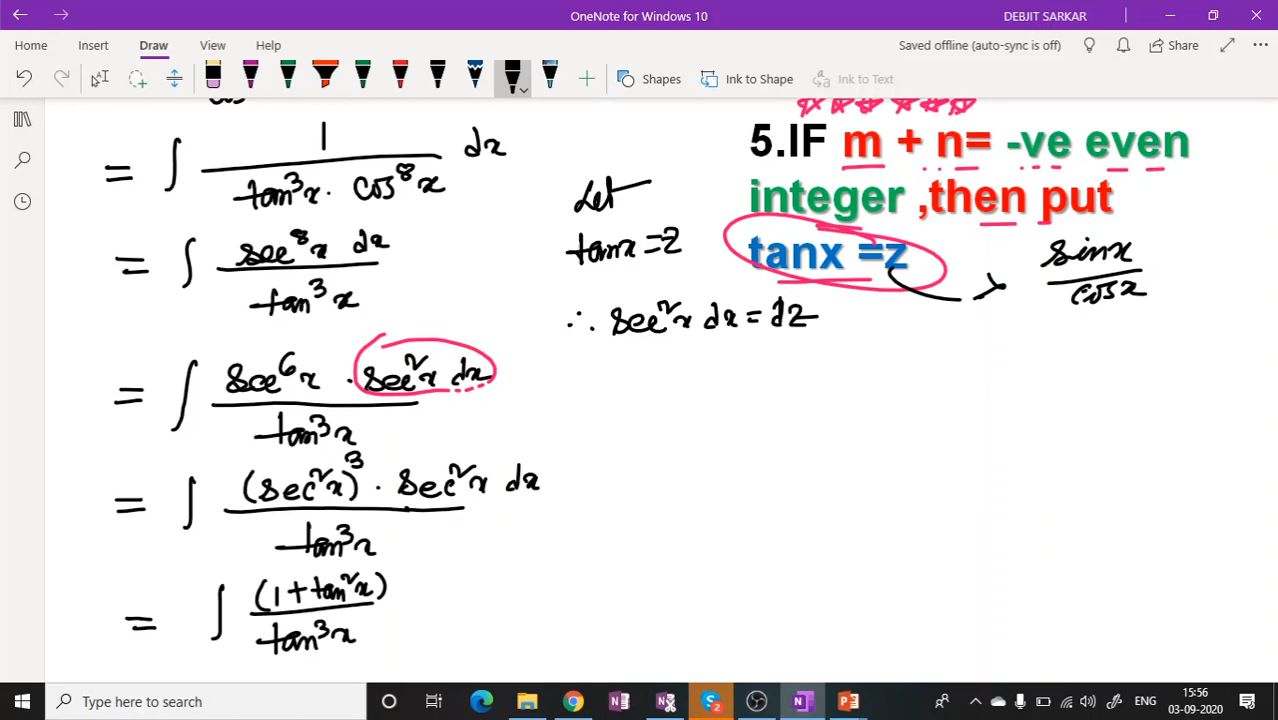 OneNote for Windows 10
DEBJIT SARKAR
Home Insert Draw View Help
Saved offline (auto-sync is off)
Share
Shapes
Ink to Shape
Ink to Text
= ∫ 1 / (tan³x · cos⁸x) dx
= ∫ sec⁸x dx / tan³x
= ∫ sec⁶x · sec²x dx / tan³x
= ∫ (sec²x)³ · sec²x dx / tan³x
= ∫ (1+tan²x) / tan³x
Let
tanx = z
∴ sec²x dx = dz
5.IF m + n= -ve even
integer ,then put
tanx =z
sinx / cosx
Type here to search
2
ENG
15:56
03-09-2020